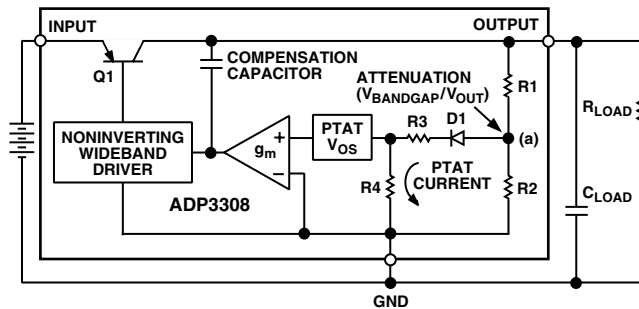 INPUT
OUTPUT
Q1
COMPENSATION
CAPACITOR
ATTENUATION
(VBANDGAP/VOUT)
R1
RLOAD
D1
R3
(a)
PTAT
VOS
NONINVERTING
WIDEBAND
DRIVER
gm
+
−
R4
PTAT
CURRENT
R2
CLOAD
ADP3308
GND